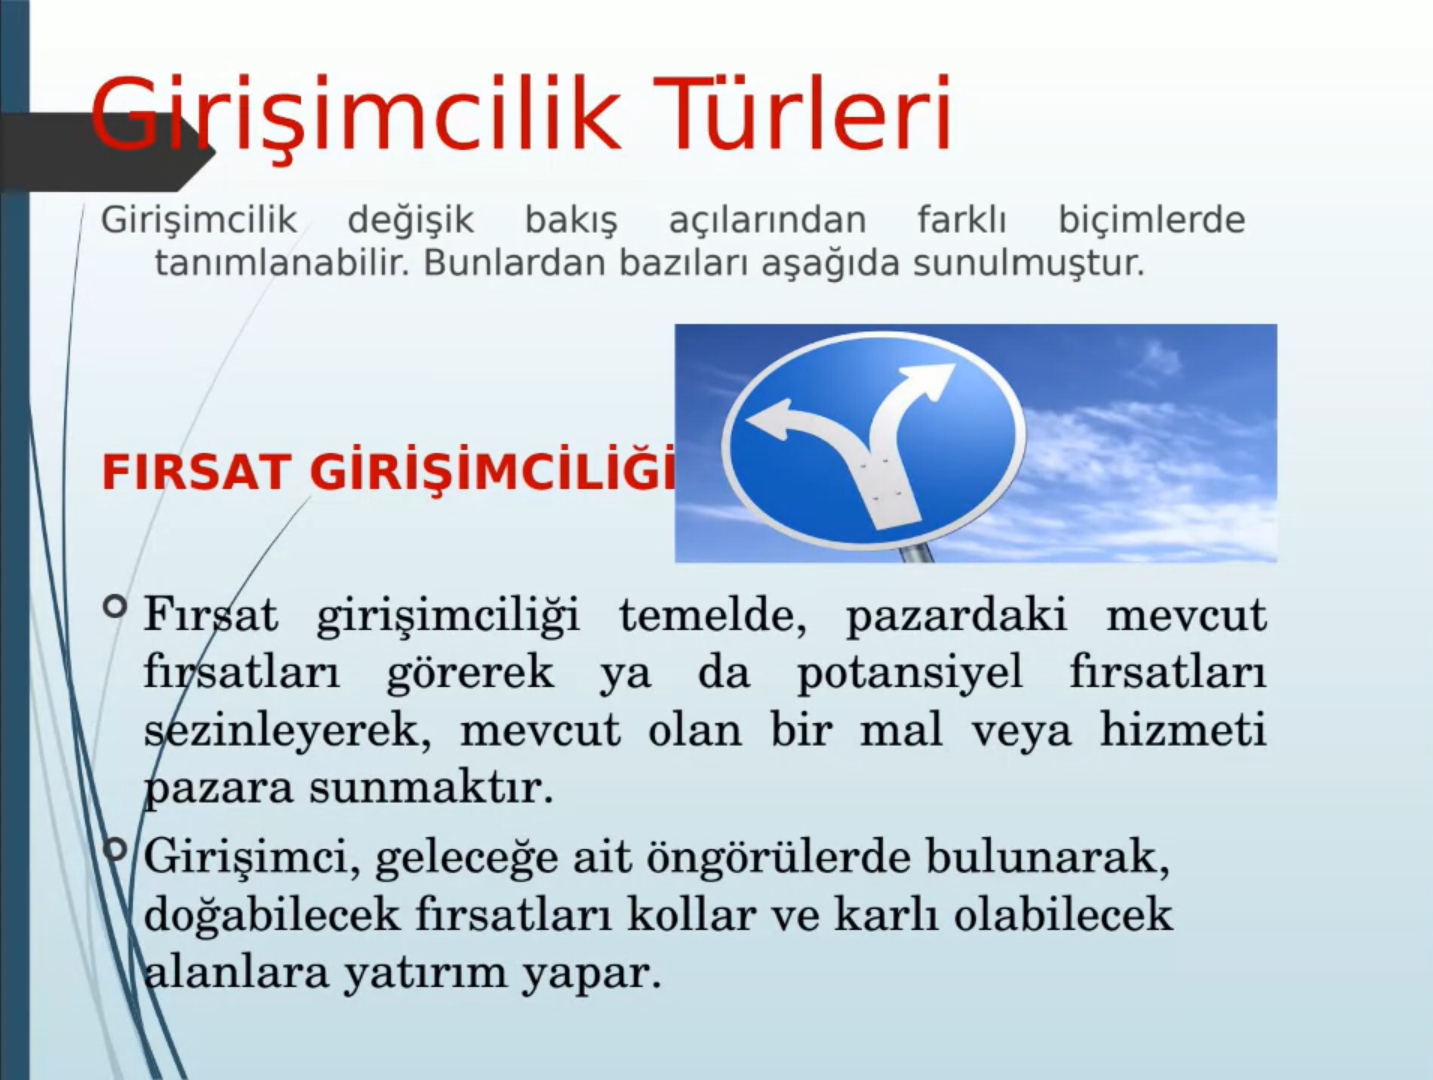 Girişimcilik Türleri
Girişimcilik değişik bakış açılarından farklı biçimlerde
tanımlanabilir. Bunlardan bazıları aşağıda sunulmuştur.
FIRSAT GİRİŞİMCİLİĞİ
Fırsat girişimciliği temelde, pazardaki mevcut
fırsatları görerek ya da potansiyel fırsatları
sezinleyerek, mevcut olan bir mal veya hizmeti
pazara sunmaktır.
Girişimci, geleceğe ait öngörülerde bulunarak,
doğabilecek fırsatları kollar ve karlı olabilecek
alanlara yatırım yapar.